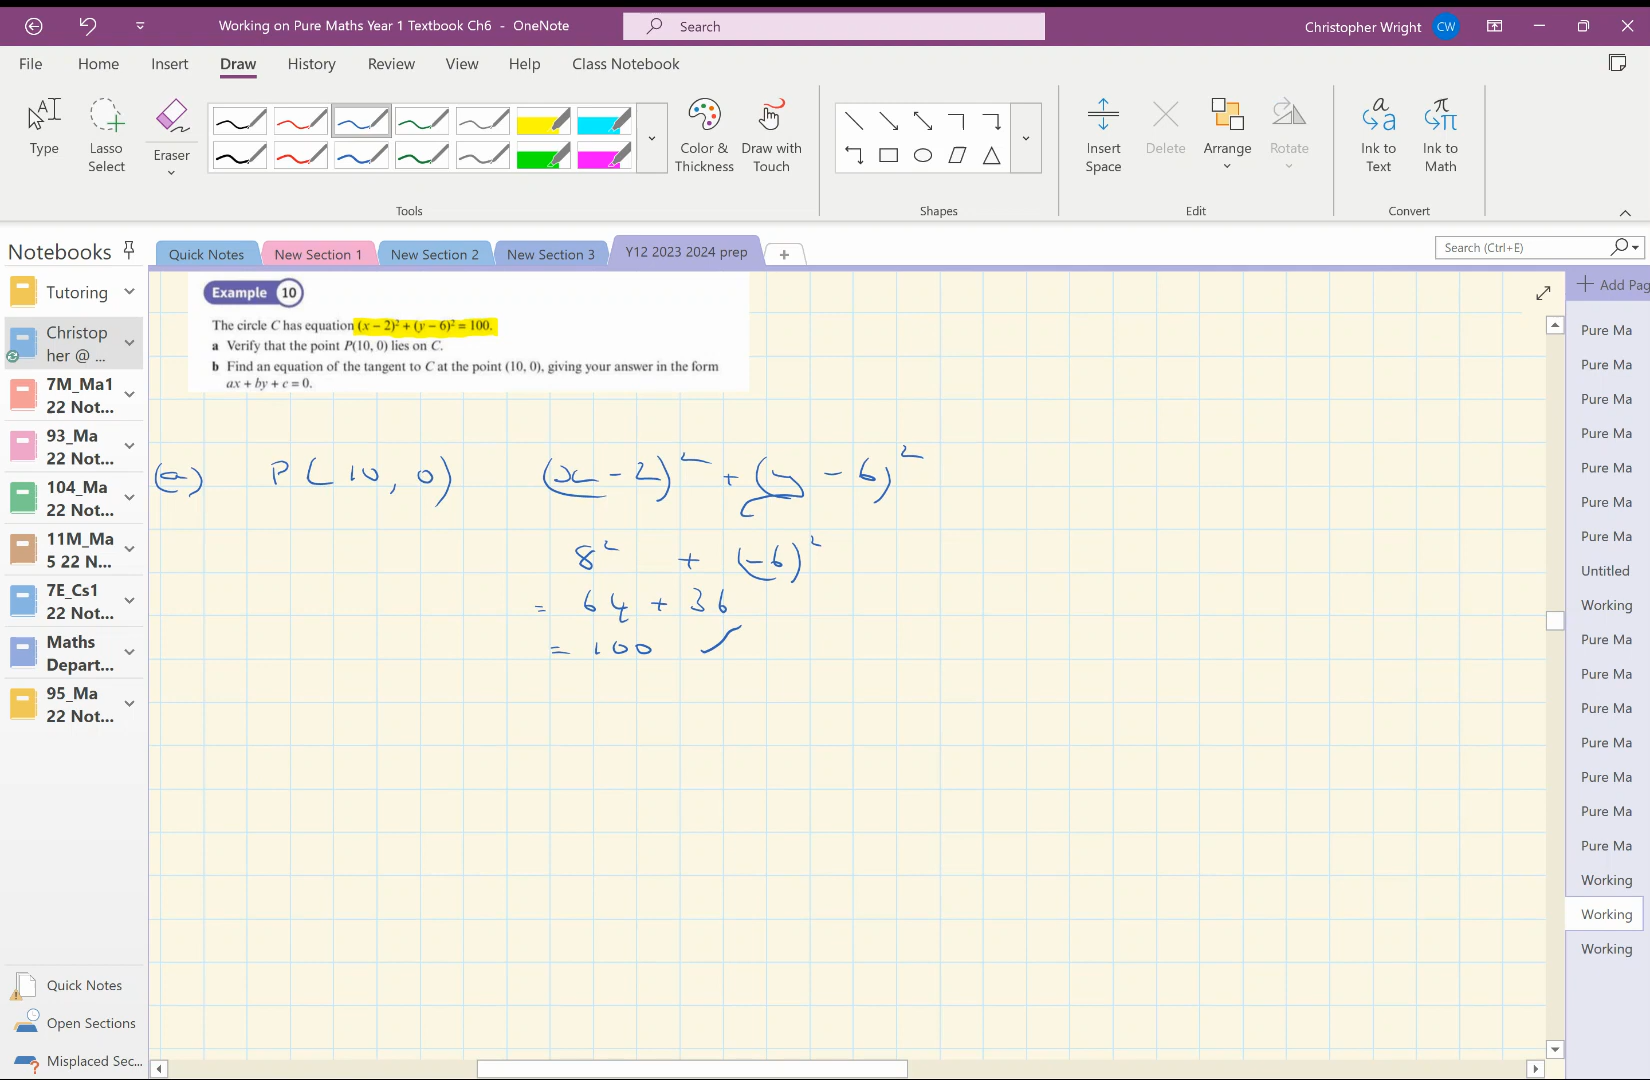 Working on Pure Maths Year 1 Textbook Ch6 - OneNote
Search
Christopher Wright CW
File Home Insert Draw History Review View Help Class Notebook
Type
Lasso Select
Eraser
Color & Thickness
Draw with Touch
Insert Space
Delete
Arrange
Rotate
Ink to Text
Ink to Math
Tools
Shapes
Edit
Convert
Notebooks
Quick Notes
New Section 1
New Section 2
New Section 3
Y12 2023 2024 prep
Search (Ctrl+E)
Add Pag
Tutoring
Christop
her @ ...
7M_Ma1
22 Not...
93_Ma
22 Not...
104_Ma
22 Not...
11M_Ma
5 22 N...
7E_Cs1
22 Not...
Maths
Depart...
95_Ma
22 Not...
Quick Notes
Open Sections
Misplaced Sec...
Example 10
The circle C has equation (x − 2)² + (y − 6)² = 100.
a Verify that the point P(10, 0) lies on C.
b Find an equation of the tangent to C at the point (10, 0), giving your answer in the form
ax + by + c = 0.
(a) P(10, 0) (x − 2)² + (y − 6)²
8² + (−6)²
= 64 + 36
= 100 ✓
Pure Ma
Pure Ma
Pure Ma
Pure Ma
Pure Ma
Pure Ma
Pure Ma
Untitled
Working
Pure Ma
Pure Ma
Pure Ma
Pure Ma
Pure Ma
Pure Ma
Pure Ma
Working
Working
Working